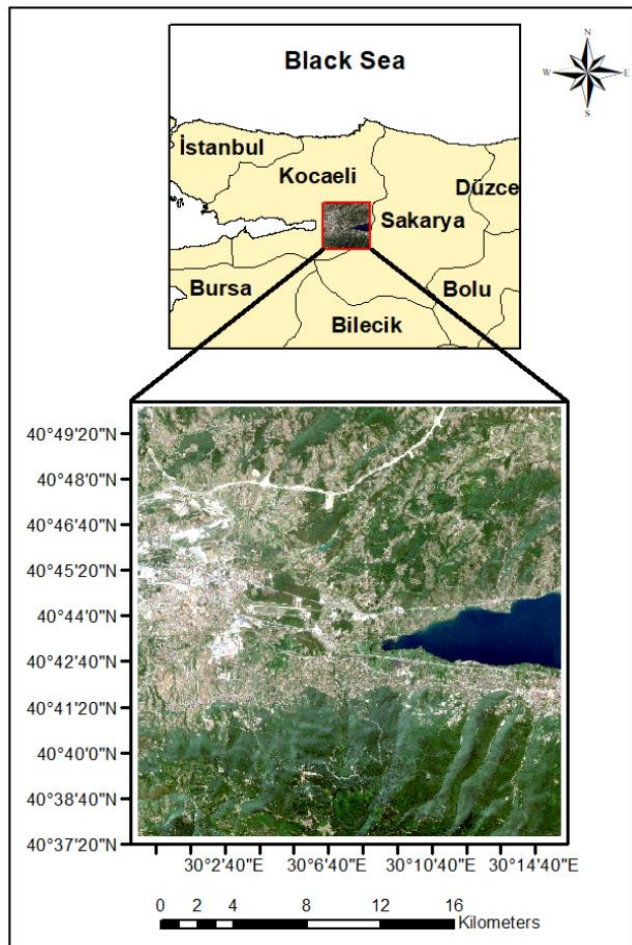 Black Sea
N
W E
S
İstanbul
Kocaeli
Düzce
Sakarya
Bursa
Bolu
Bilecik
40°49'20"N
40°48'0"N
40°46'40"N
40°45'20"N
40°44'0"N
40°42'40"N
40°41'20"N
40°40'0"N
40°38'40"N
40°37'20"N
30°2'40"E 30°6'40"E 30°10'40"E 30°14'40"E
0 2 4 8 12 16
Kilometers